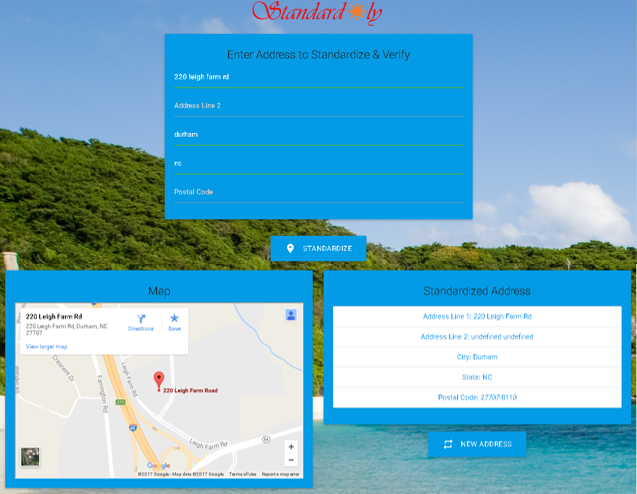 Standard ly
Enter Address to Standardize & Verify
220 leigh farm rd
Address Line 2
durham
nc
Postal Code
STANDARDIZE
Map
220 Leigh Farm Rd
220 Leigh Farm Rd, Durham, NC
27707
Directions
Save
View larger map
Crescent Dr
Farrington Rd
Leigh Farm Rd
220 Leigh Farm Road
40
Leigh Farm Rd
54
+
−
Google
©2017 Google · Map data ©2017 Google
Terms of Use
Report a map error
Standardized Address
Address Line 1: 220 Leigh Farm Rd
Address Line 2: undefined undefined
City: Durham
State: NC
Postal Code: 27707-8110
NEW ADDRESS